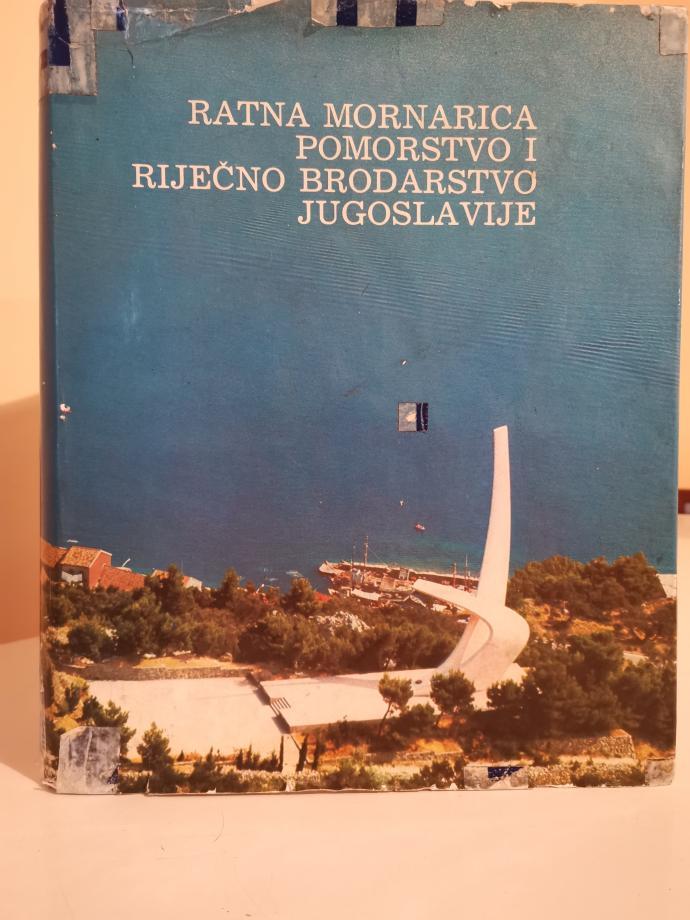 RATNA MORNARICA
POMORSTVO I
RIJEČNO BRODARSTVO
JUGOSLAVIJE